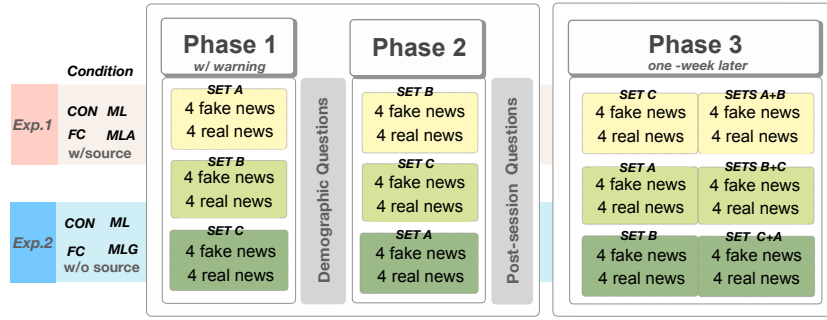 Phase 1
w/ warning
Phase 2
Phase 3
one -week later
Condition
Exp.1
CON ML
FC MLA
w/source
Exp.2
CON ML
FC MLG
w/o source
SET A
4 fake news
4 real news
SET B
4 fake news
4 real news
SET C
4 fake news
4 real news
Demographic Questions
SET B
4 fake news
4 real news
SET C
4 fake news
4 real news
SET A
4 fake news
4 real news
Post-session Questions
SET C
4 fake news
4 real news
SETS A+B
4 fake news
4 real news
SET A
4 fake news
4 real news
SETS B+C
4 fake news
4 real news
SET B
4 fake news
4 real news
SET C+A
4 fake news
4 real news